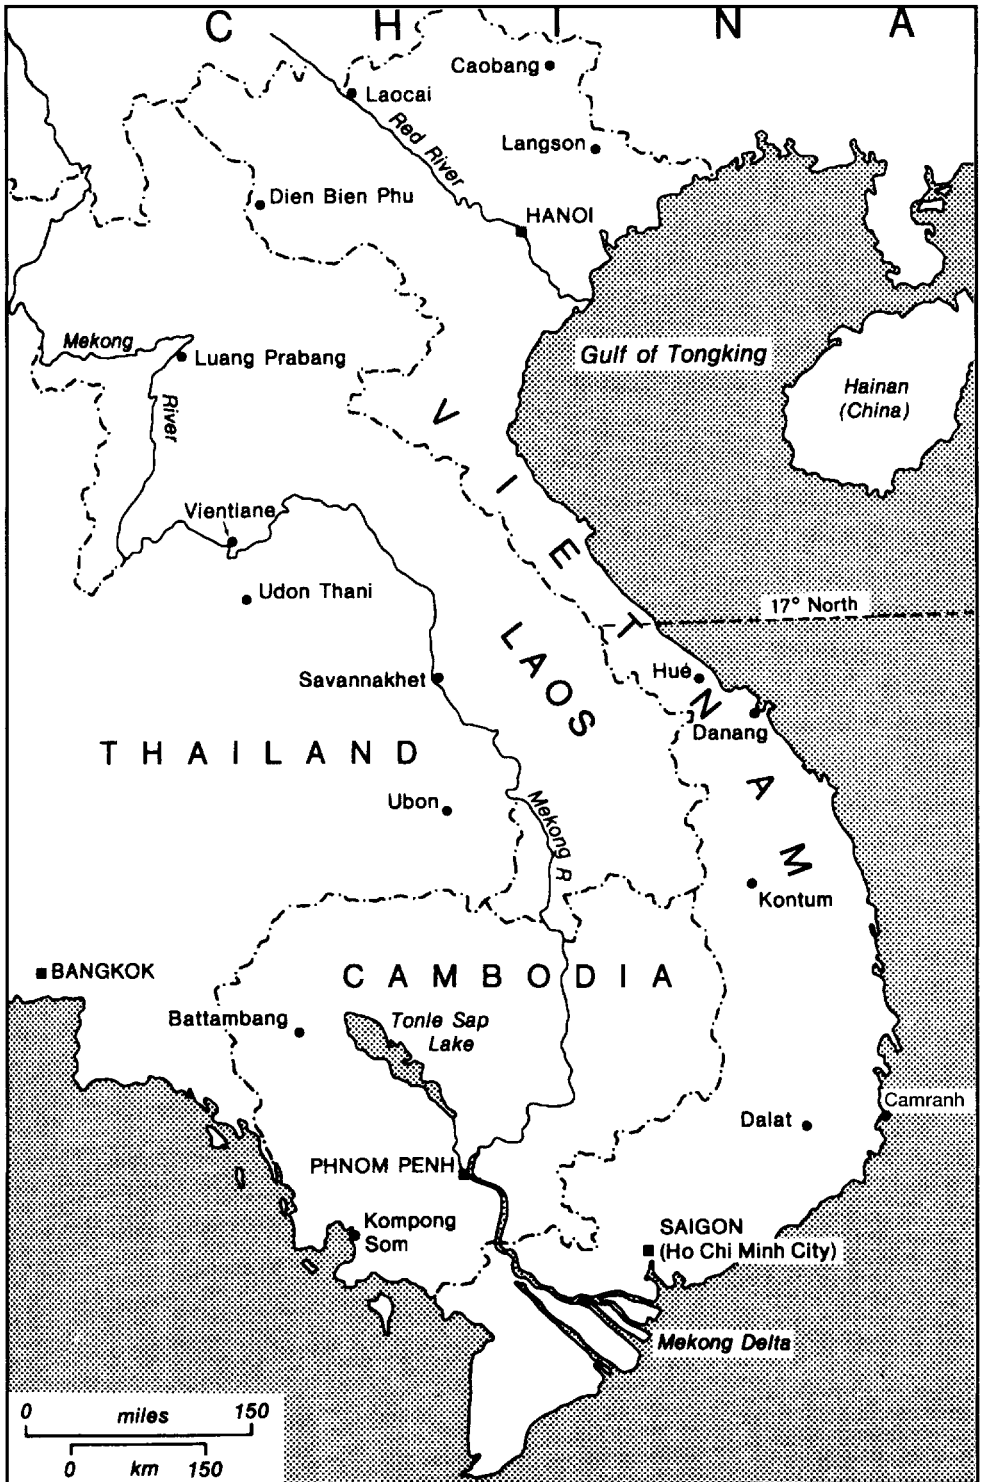 C H I N A
Caobang
Laocai
Red River
Langson
Dien Bien Phu
HANOI
Mekong
River
Luang Prabang
Gulf of Tongking
Hainan
(China)
VIETNAM
Vientiane
Udon Thani
17° North
LAOS
Savannakhet
Hué
Danang
THAILAND
Ubon
Mekong R
Kontum
BANGKOK
CAMBODIA
Battambang
Tonle Sap
Lake
Camranh
Dalat
PHNOM PENH
Kompong
Som
SAIGON
(Ho Chi Minh City)
Mekong Delta
0 miles 150
0 km 150